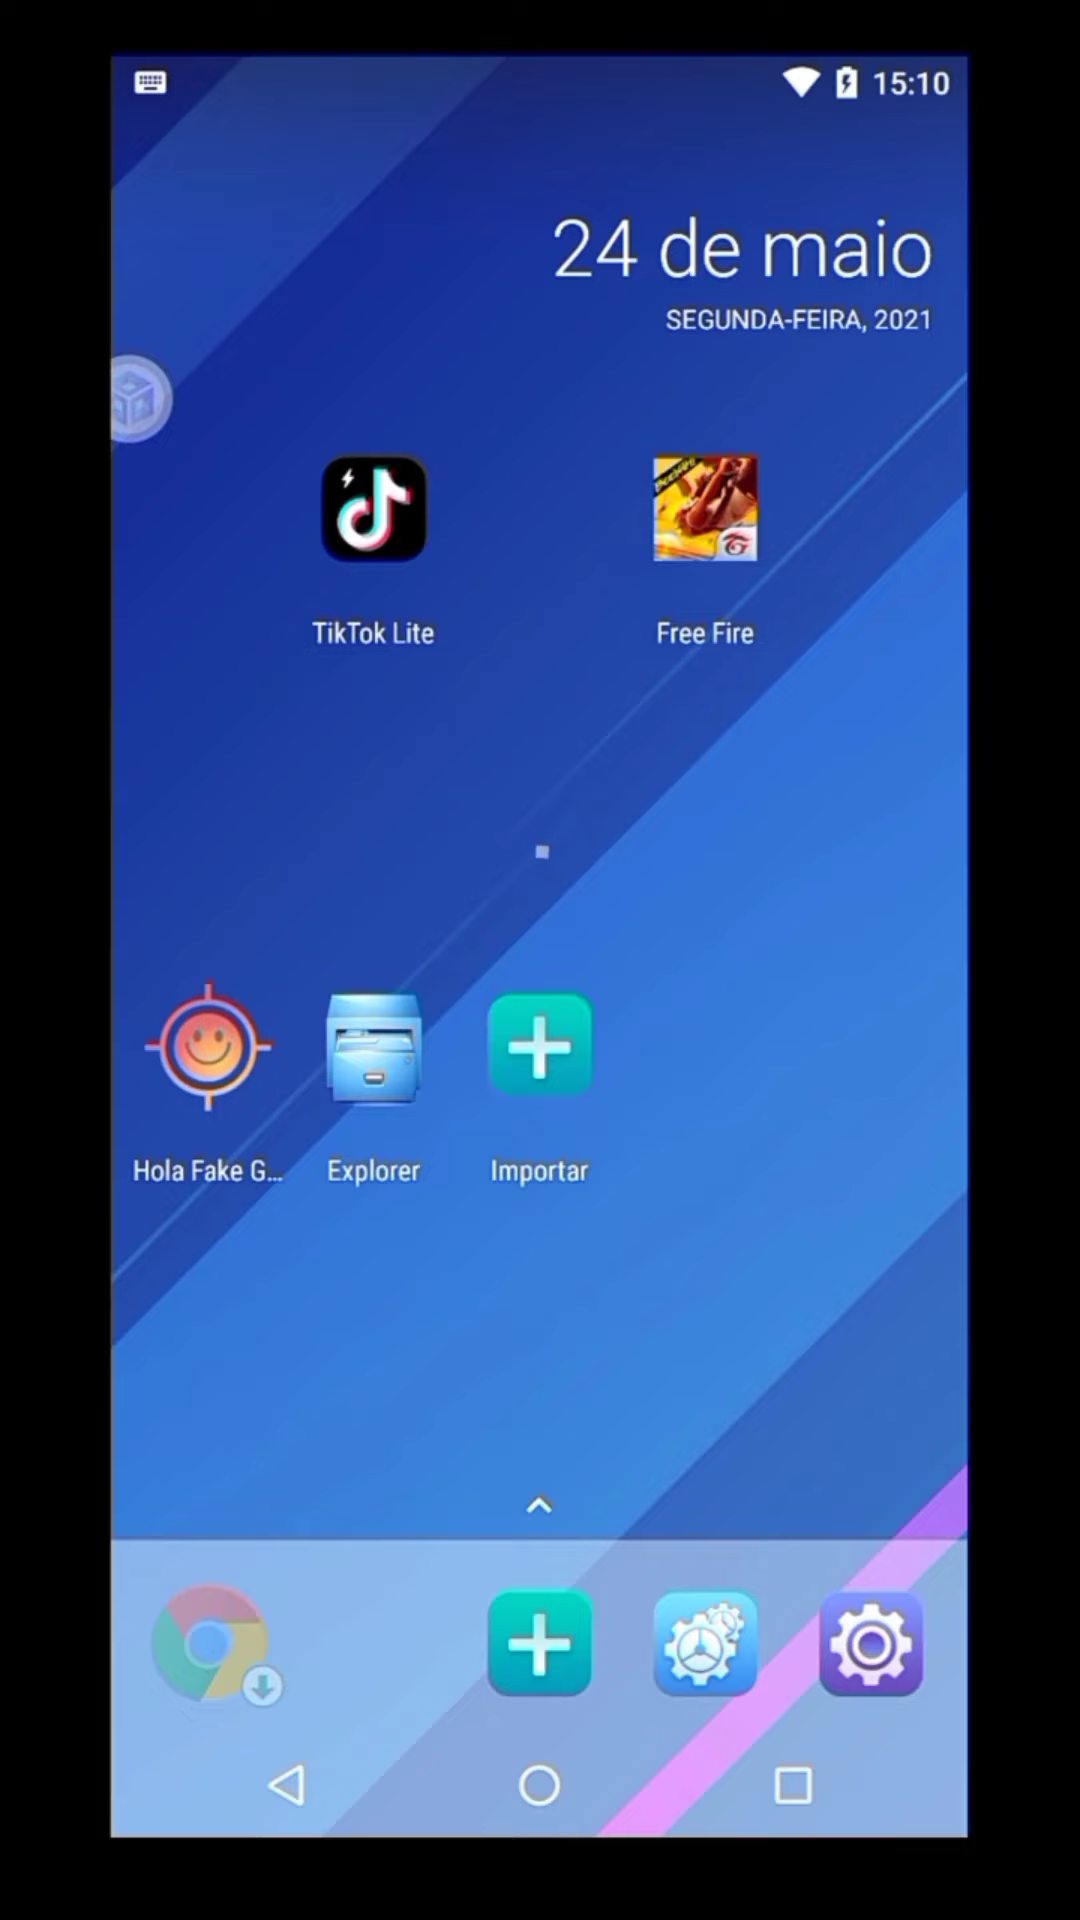 15:10
24 de maio
SEGUNDA-FEIRA, 2021
TikTok Lite
Free Fire
Hola Fake G...
Explorer
Importar